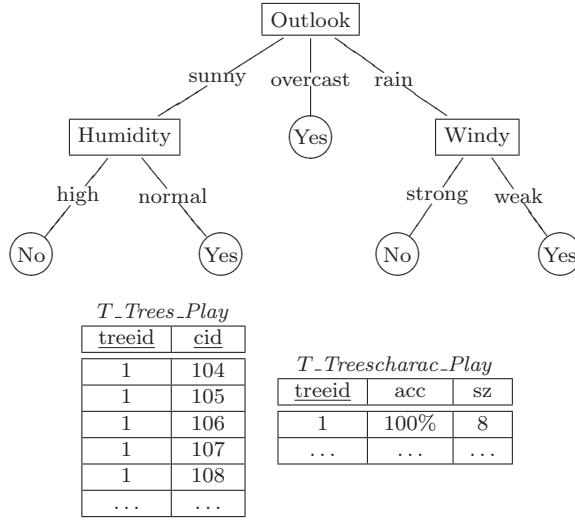 Outlook
sunny overcast rain
Humidity Yes Windy
high normal strong weak
No Yes No Yes
T_Trees_Play
treeid cid
1 104
1 105
1 106
1 107
1 108
... ...
T_Treescharac_Play
treeid acc sz
1 100% 8
... ... ...